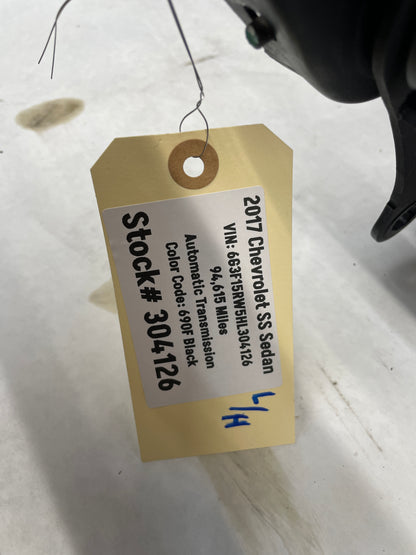 2017 Chevrolet SS Sedan
VIN: 6G3F15RW5HL304126
94,615 Miles
Automatic Transmission
Color Code: 690F Black
Stock# 304126
L/H